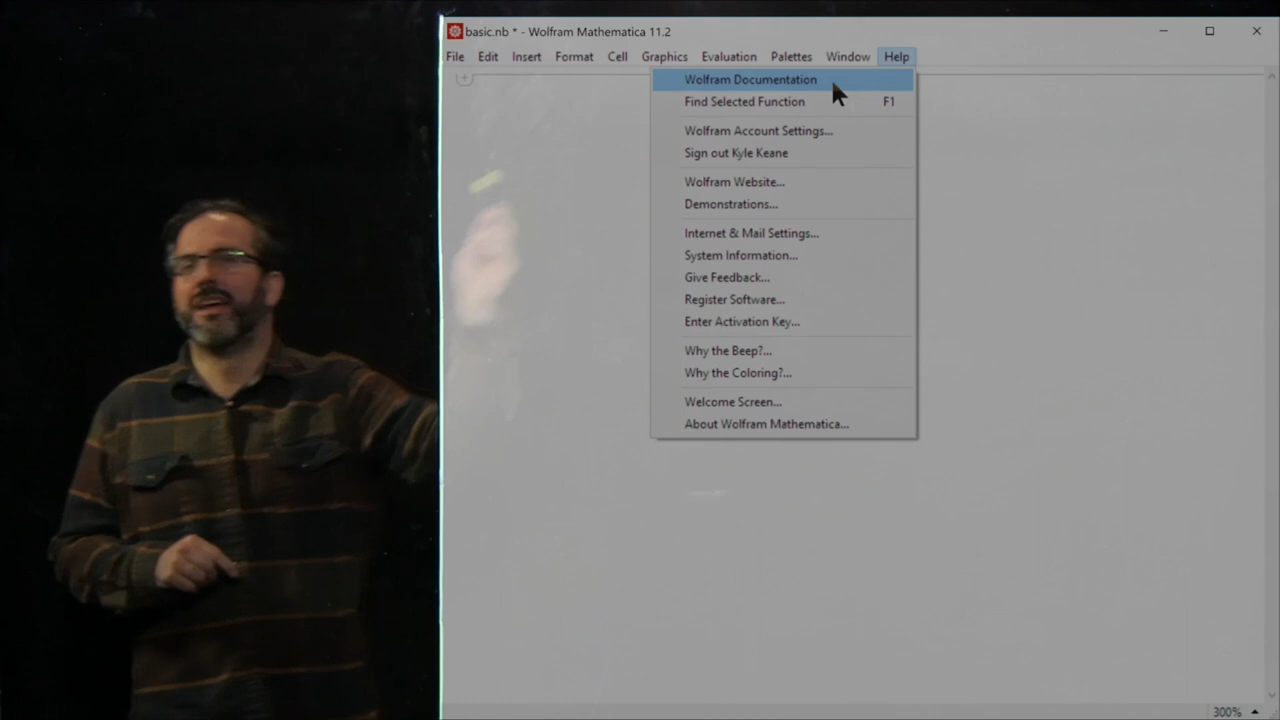 basic.nb * - Wolfram Mathematica 11.2
File Edit Insert Format Cell Graphics Evaluation Palettes Window Help
Wolfram Documentation
Find Selected Function F1
Wolfram Account Settings...
Sign out Kyle Keane
Wolfram Website...
Demonstrations...
Internet & Mail Settings...
System Information...
Give Feedback...
Register Software...
Enter Activation Key...
Why the Beep?...
Why the Coloring?...
Welcome Screen...
About Wolfram Mathematica...
300%